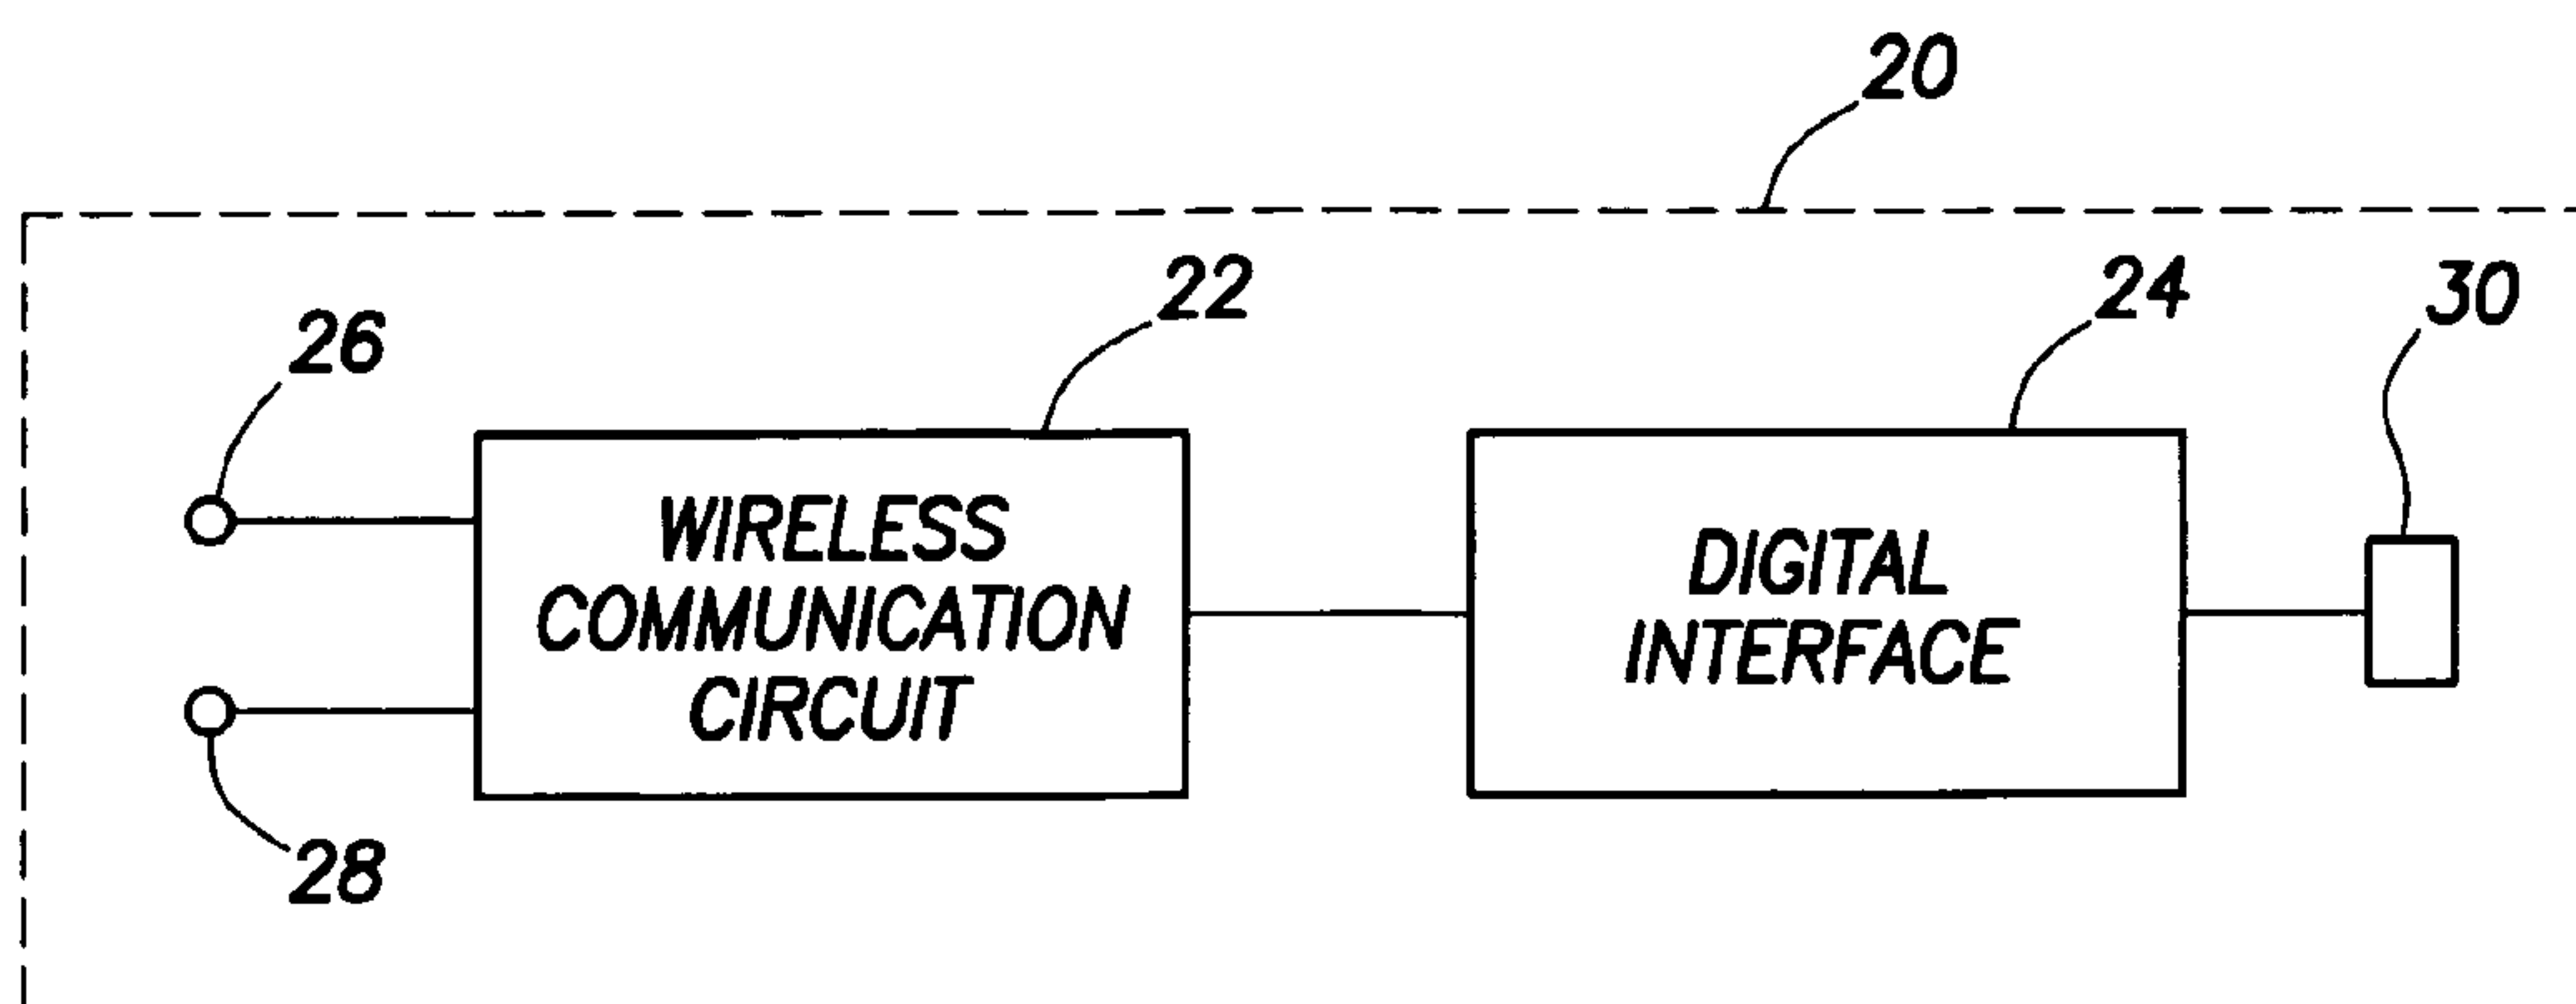 20
22
24
30
26
WIRELESS
COMMUNICATION
CIRCUIT
DIGITAL
INTERFACE
28